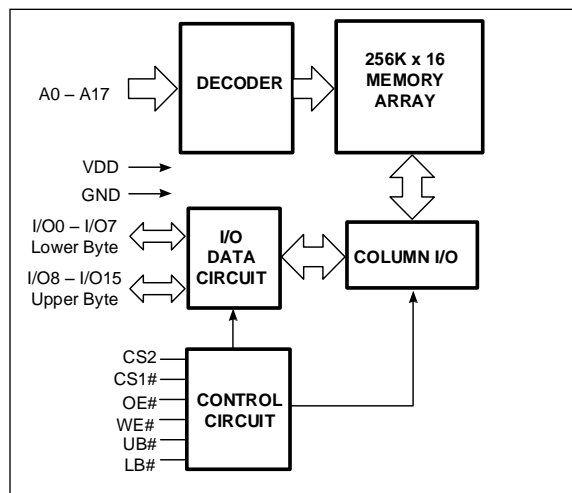 A0 – A17
DECODER
256K x 16
MEMORY
ARRAY
VDD
GND
I/O0 – I/O7
Lower Byte
I/O8 – I/O15
Upper Byte
I/O
DATA
CIRCUIT
COLUMN I/O
CS2
CS1#
OE#
WE#
UB#
LB#
CONTROL
CIRCUIT